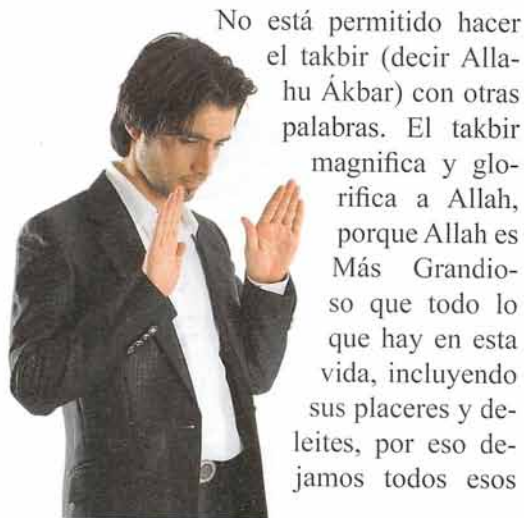 No está permitido hacer
el takbir (decir Alla-
hu Ákbar) con otras
palabras. El takbir
magnifica y glo-
rifica a Allah,
porque Allah es
Más Grandio-
so que todo lo
que hay en esta
vida, incluyendo
sus placeres y de-
leites, por eso de-
jamos todos esos